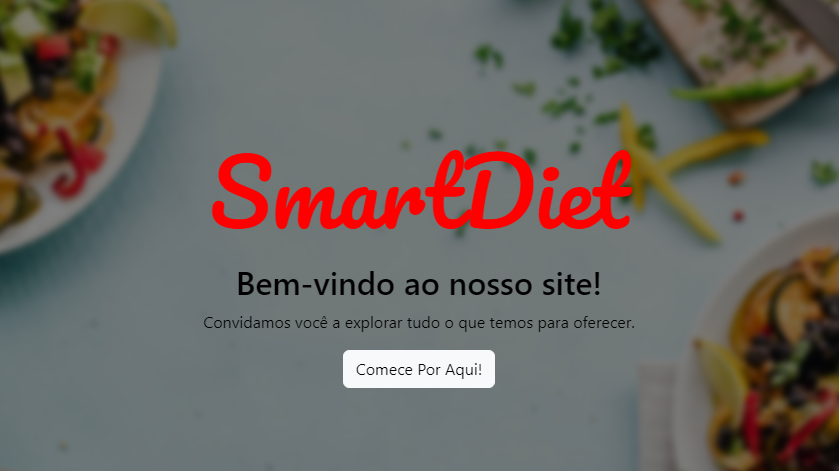 SmartDiet
Bem-vindo ao nosso site!
Convidamos você a explorar tudo o que temos para oferecer.
Comece Por Aqui!